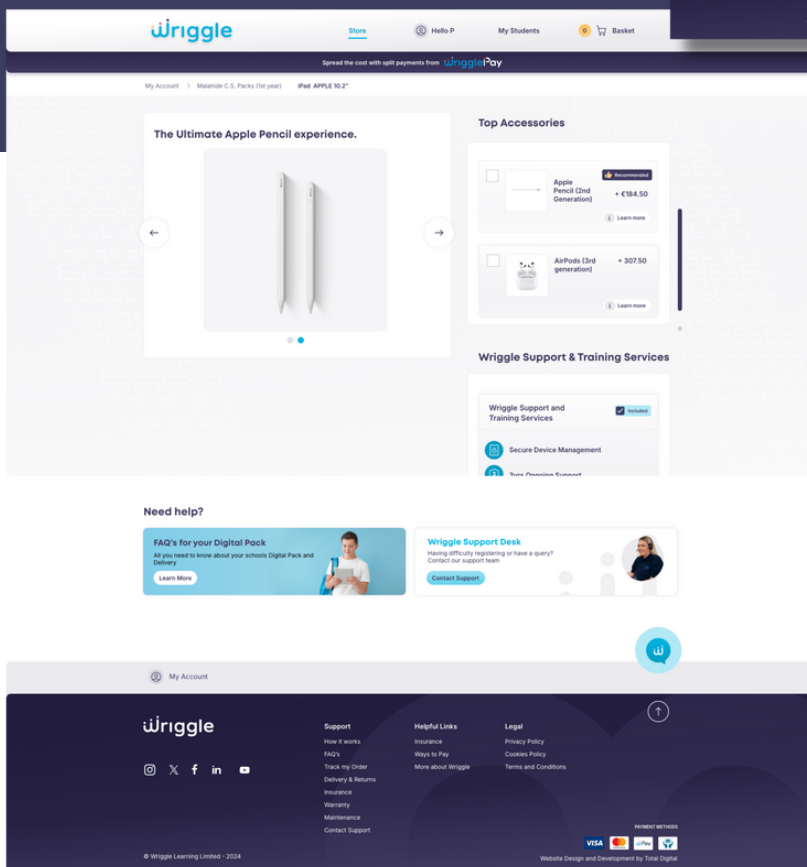 wriggle
Store
Hello P
My Students
0
Basket
Spread the cost with split payments from wrigglePay
My Account > Malahide C.S. Packs (1st year) iPad APPLE 10.2"
The Ultimate Apple Pencil experience.
Top Accessories
Recommended
Apple
Pencil (2nd
Generation)
+ €184.50
Learn more
AirPods (3rd
generation)
+ 307.50
Learn more
Wriggle Support & Training Services
Wriggle Support and
Training Services
Included
Secure Device Management
3yrs Ongoing Support
Need help?
FAQ's for your Digital Pack
All you need to know about your schools Digital Pack and
Delivery
Learn More
Wriggle Support Desk
Having difficulty registering or have a query?
Contact our support team
Contact Support
My Account
wriggle
Support
How it works
FAQ's
Track my Order
Delivery & Returns
Insurance
Warranty
Maintenance
Contact Support
Helpful Links
Insurance
Ways to Pay
More about Wriggle
Legal
Privacy Policy
Cookies Policy
Terms and Conditions
PAYMENT METHODS
VISA
© Wriggle Learning Limited - 2024
Website Design and Development by Total Digital